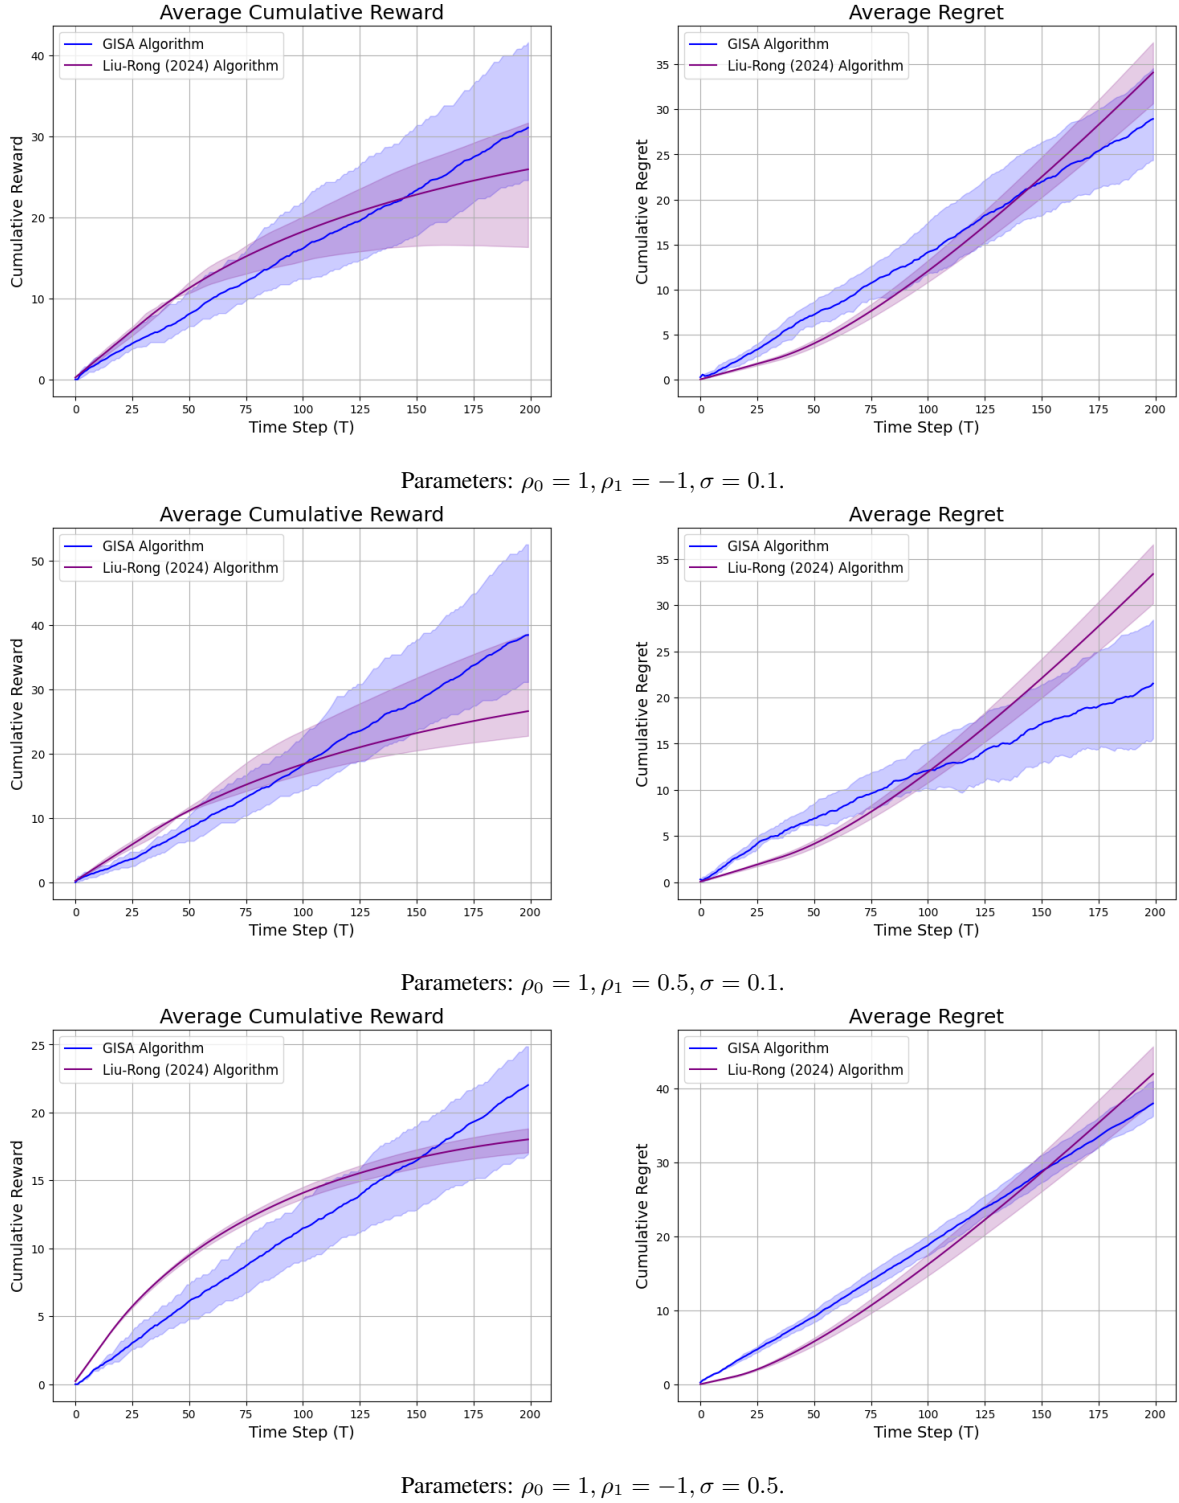 Average Cumulative Reward
GISA Algorithm
Liu-Rong (2024) Algorithm
Cumulative Reward
40
30
20
10
0
0 25 50 75 100 125 150 175 200
Time Step (T)
Average Regret
GISA Algorithm
Liu-Rong (2024) Algorithm
Cumulative Regret
35
30
25
20
15
10
5
0
0 25 50 75 100 125 150 175 200
Time Step (T)
Parameters: ρ₀ = 1, ρ₁ = −1, σ = 0.1.
Average Cumulative Reward
GISA Algorithm
Liu-Rong (2024) Algorithm
Cumulative Reward
50
40
30
20
10
0
0 25 50 75 100 125 150 175 200
Time Step (T)
Average Regret
GISA Algorithm
Liu-Rong (2024) Algorithm
Cumulative Regret
35
30
25
20
15
10
5
0
0 25 50 75 100 125 150 175 200
Time Step (T)
Parameters: ρ₀ = 1, ρ₁ = 0.5, σ = 0.1.
Average Cumulative Reward
GISA Algorithm
Liu-Rong (2024) Algorithm
Cumulative Reward
25
20
15
10
5
0
0 25 50 75 100 125 150 175 200
Time Step (T)
Average Regret
GISA Algorithm
Liu-Rong (2024) Algorithm
Cumulative Regret
40
30
20
10
0
0 25 50 75 100 125 150 175 200
Time Step (T)
Parameters: ρ₀ = 1, ρ₁ = −1, σ = 0.5.